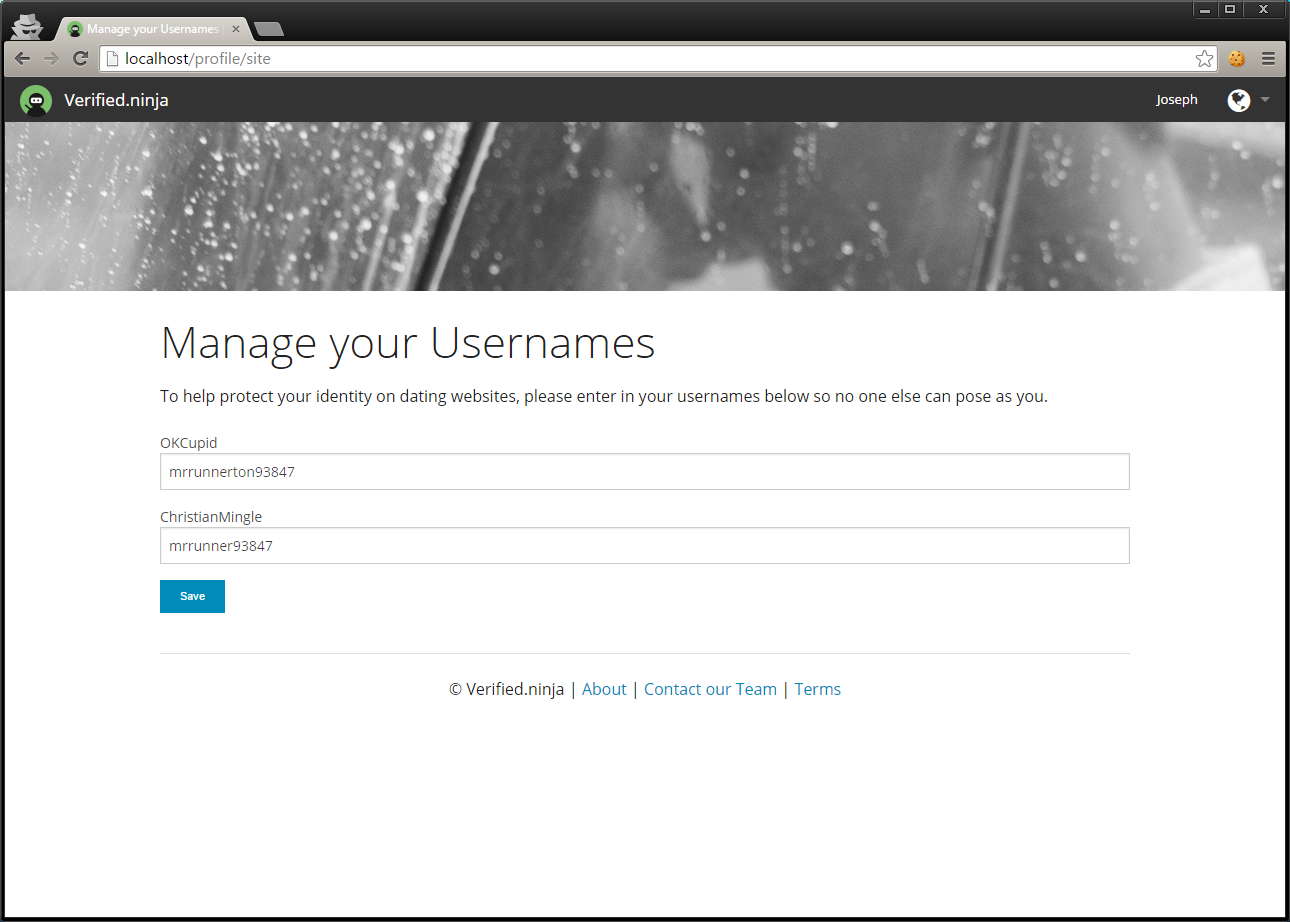 Manage your Usernames
localhost/profile/site
Verified.ninja
Joseph
Manage your Usernames
To help protect your identity on dating websites, please enter in your usernames below so no one else can pose as you.
OKCupid
mrrunnerton93847
ChristianMingle
mrrunner93847
Save
© Verified.ninja | About | Contact our Team | Terms